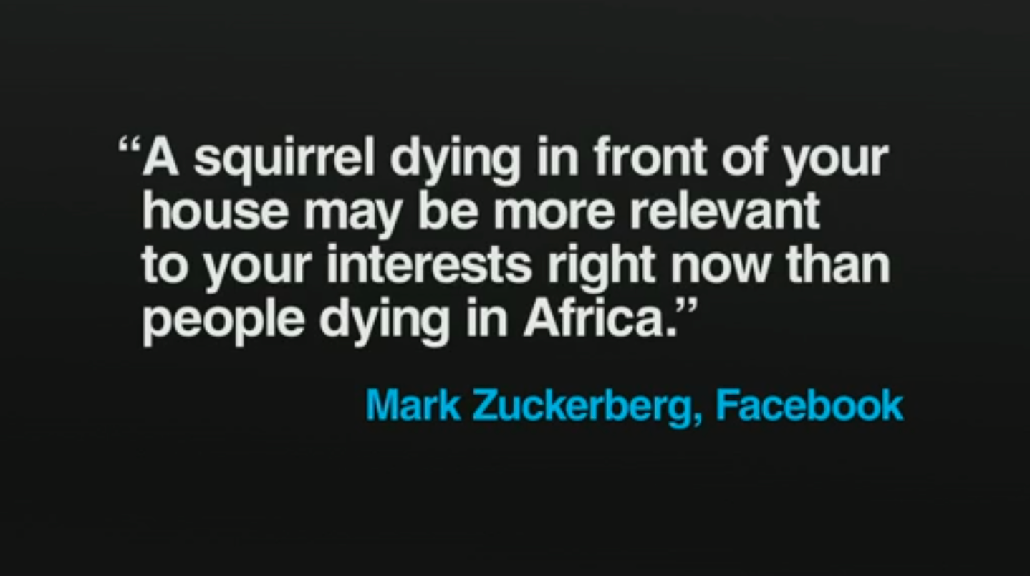 “A squirrel dying in front of your
house may be more relevant
to your interests right now than
people dying in Africa.”
Mark Zuckerberg, Facebook